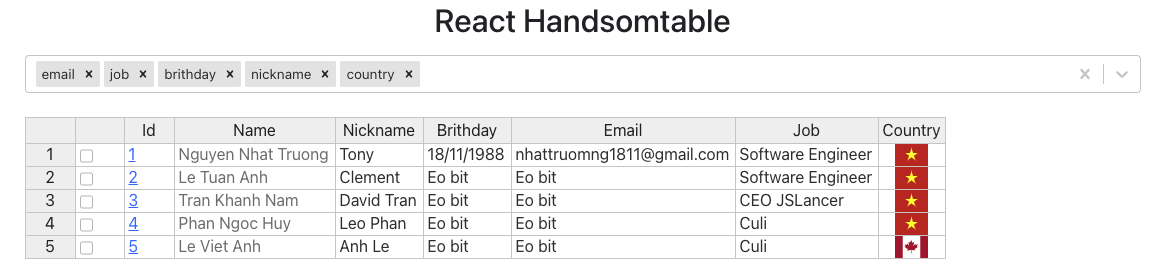 React Handsomtable
email × job × brithday × nickname × country ×
Id Name Nickname Brithday Email Job Country
1 1 Nguyen Nhat Truong Tony 18/11/1988 nhattruomng1811@gmail.com Software Engineer
2 2 Le Tuan Anh Clement Eo bit Eo bit Software Engineer
3 3 Tran Khanh Nam David Tran Eo bit Eo bit CEO JSLancer
4 4 Phan Ngoc Huy Leo Phan Eo bit Eo bit Culi
5 5 Le Viet Anh Anh Le Eo bit Eo bit Culi